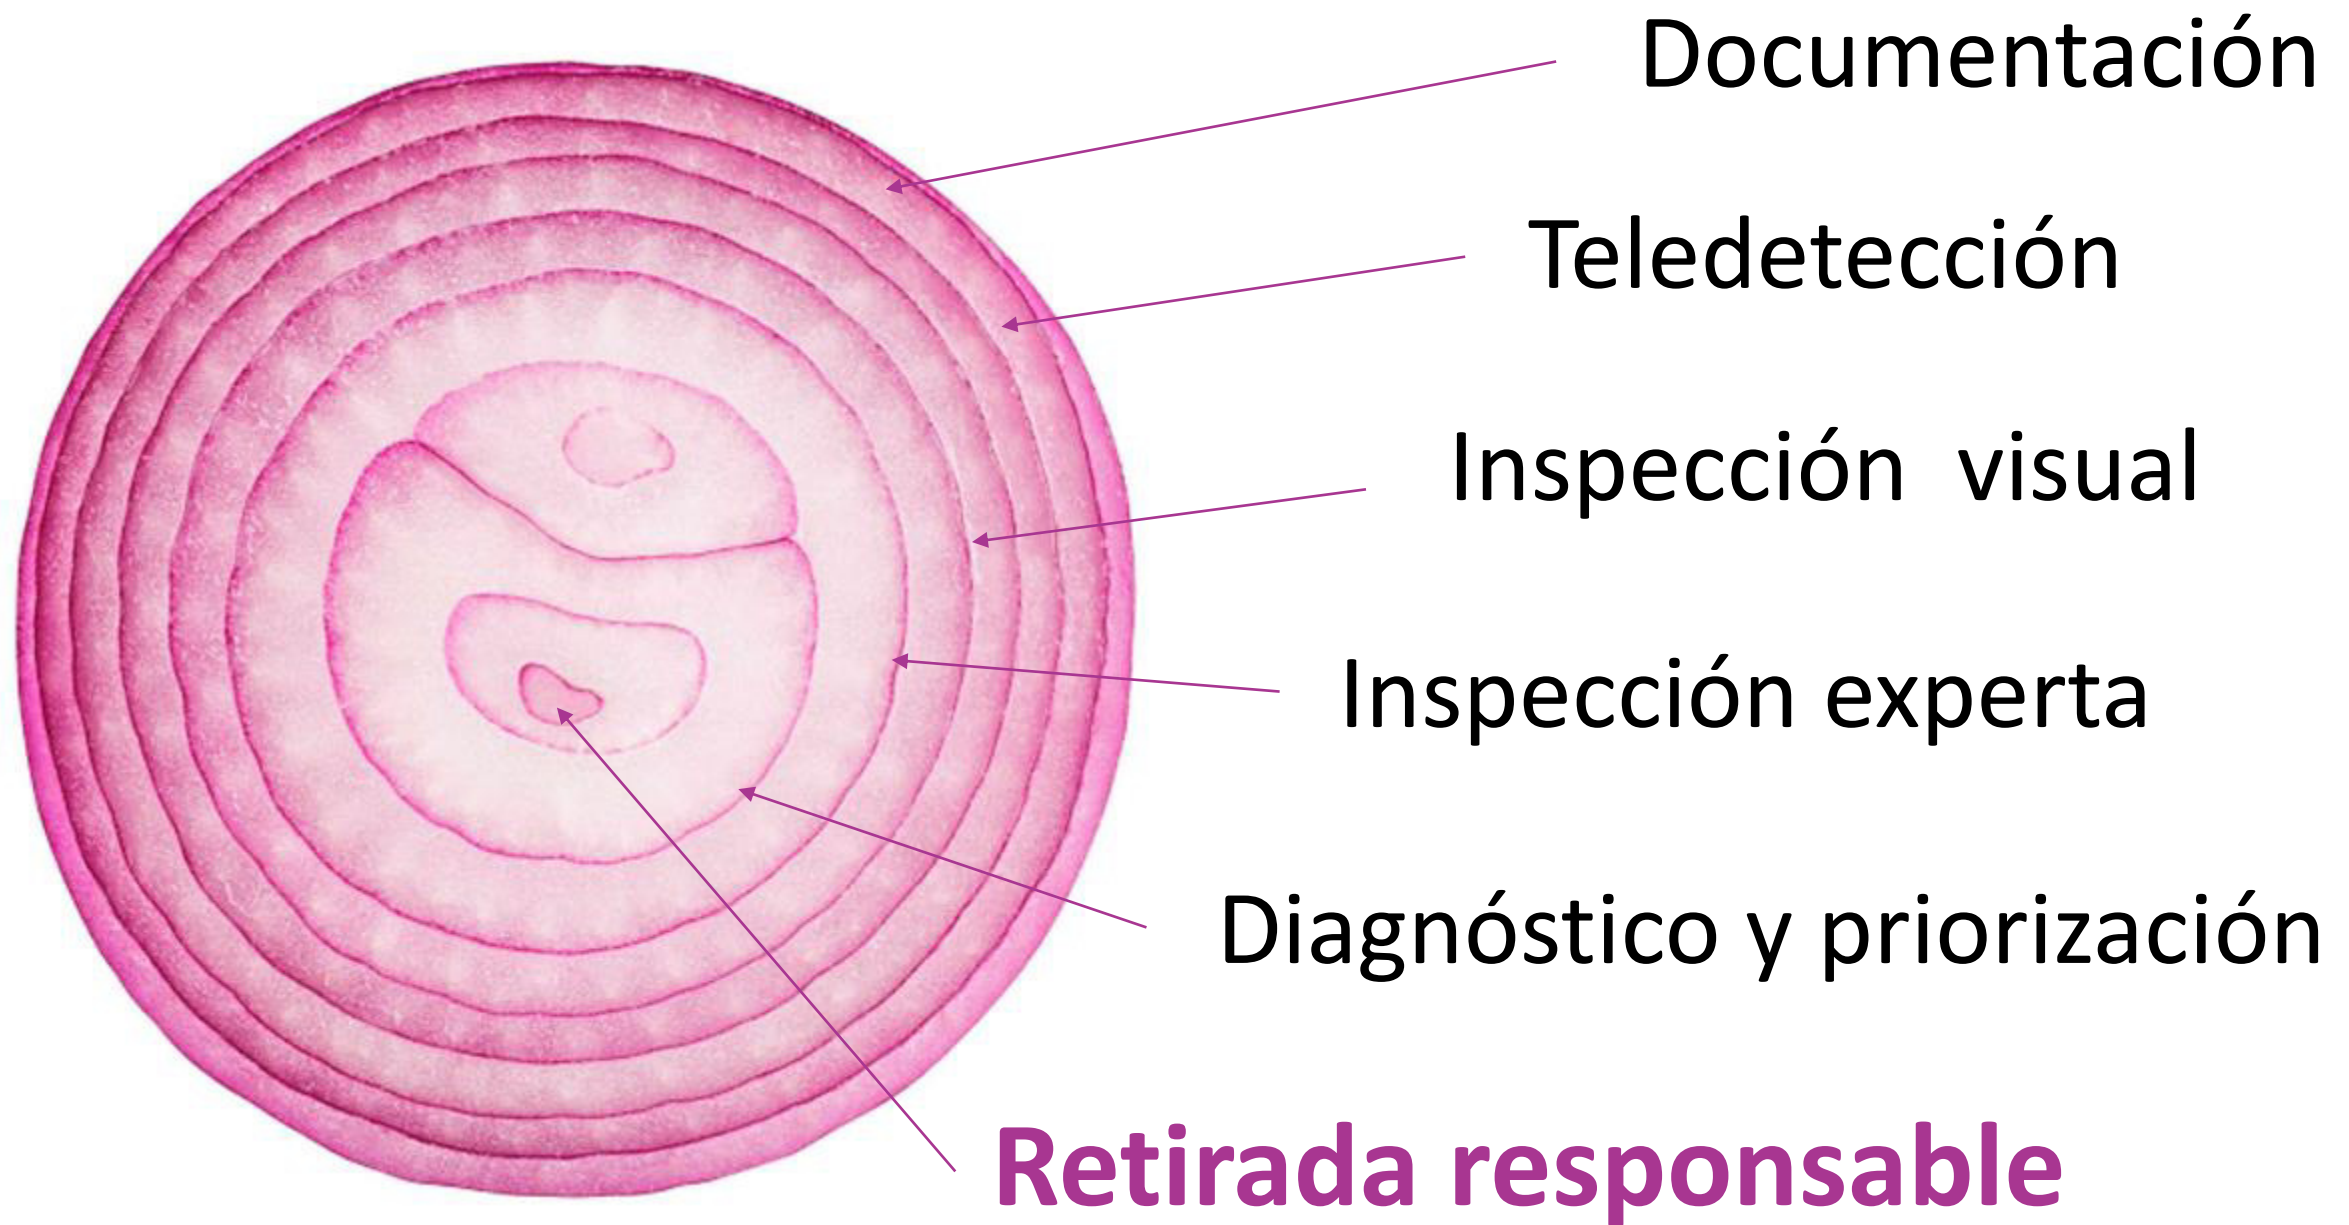 Documentación
Teledetección
Inspección  visual
Inspección experta
Diagnóstico y priorización
Retirada responsable